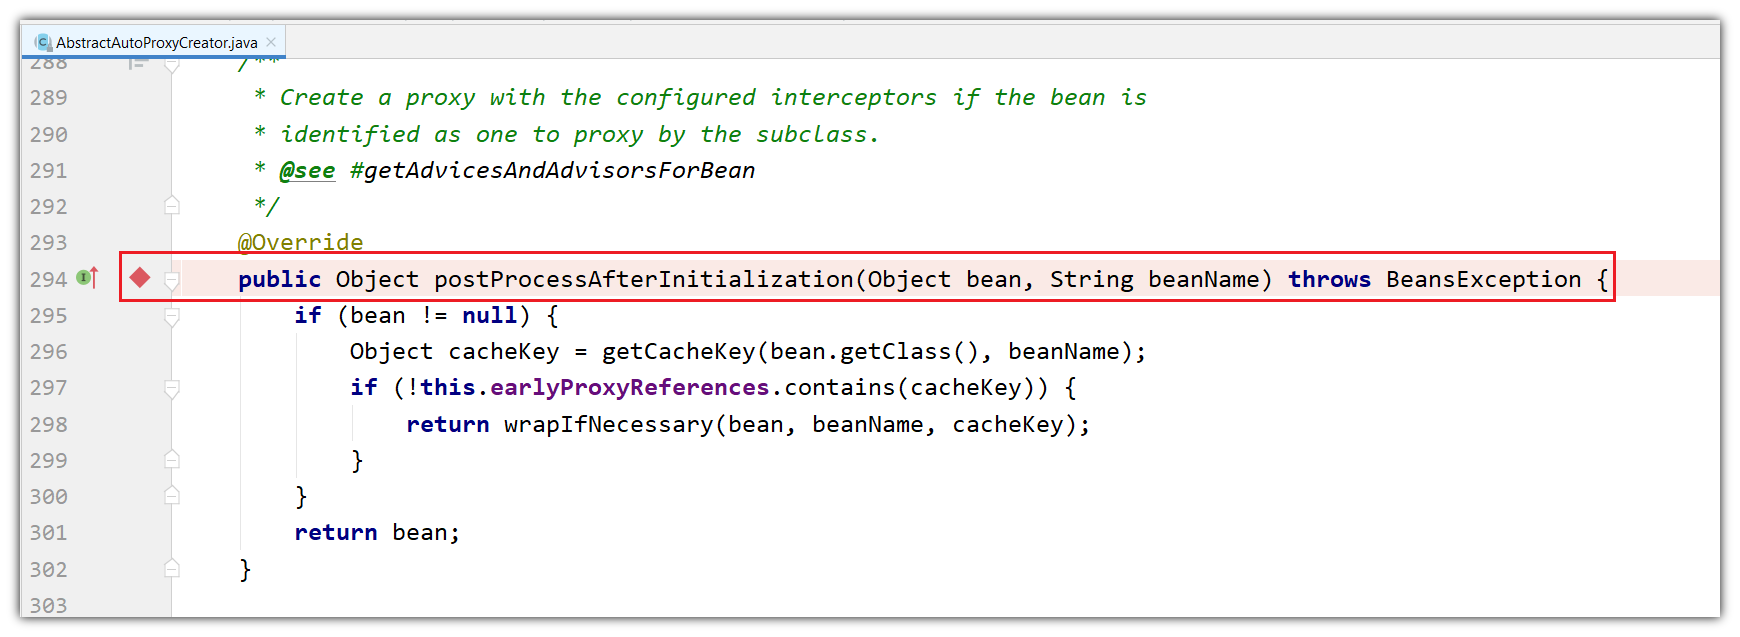 AbstractAutoProxyCreator.java
288 /**
289 * Create a proxy with the configured interceptors if the bean is
290 * identified as one to proxy by the subclass.
291 * @see #getAdvicesAndAdvisorsForBean
292 */
293 @Override
294 public Object postProcessAfterInitialization(Object bean, String beanName) throws BeansException {
295 if (bean != null) {
296 Object cacheKey = getCacheKey(bean.getClass(), beanName);
297 if (!this.earlyProxyReferences.contains(cacheKey)) {
298 return wrapIfNecessary(bean, beanName, cacheKey);
299 }
300 }
301 return bean;
302 }
303